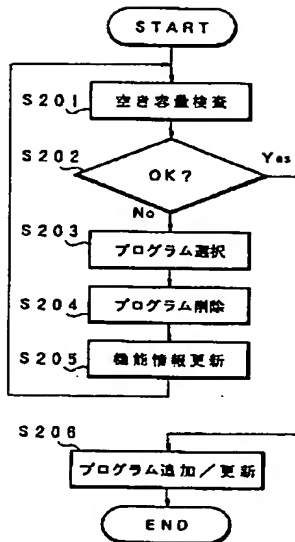 START
S201
空き容量検査
S202
OK?
Yes
No
S203
プログラム選択
S204
プログラム削除
S205
機能情報更新
S206
プログラム追加／更新
END